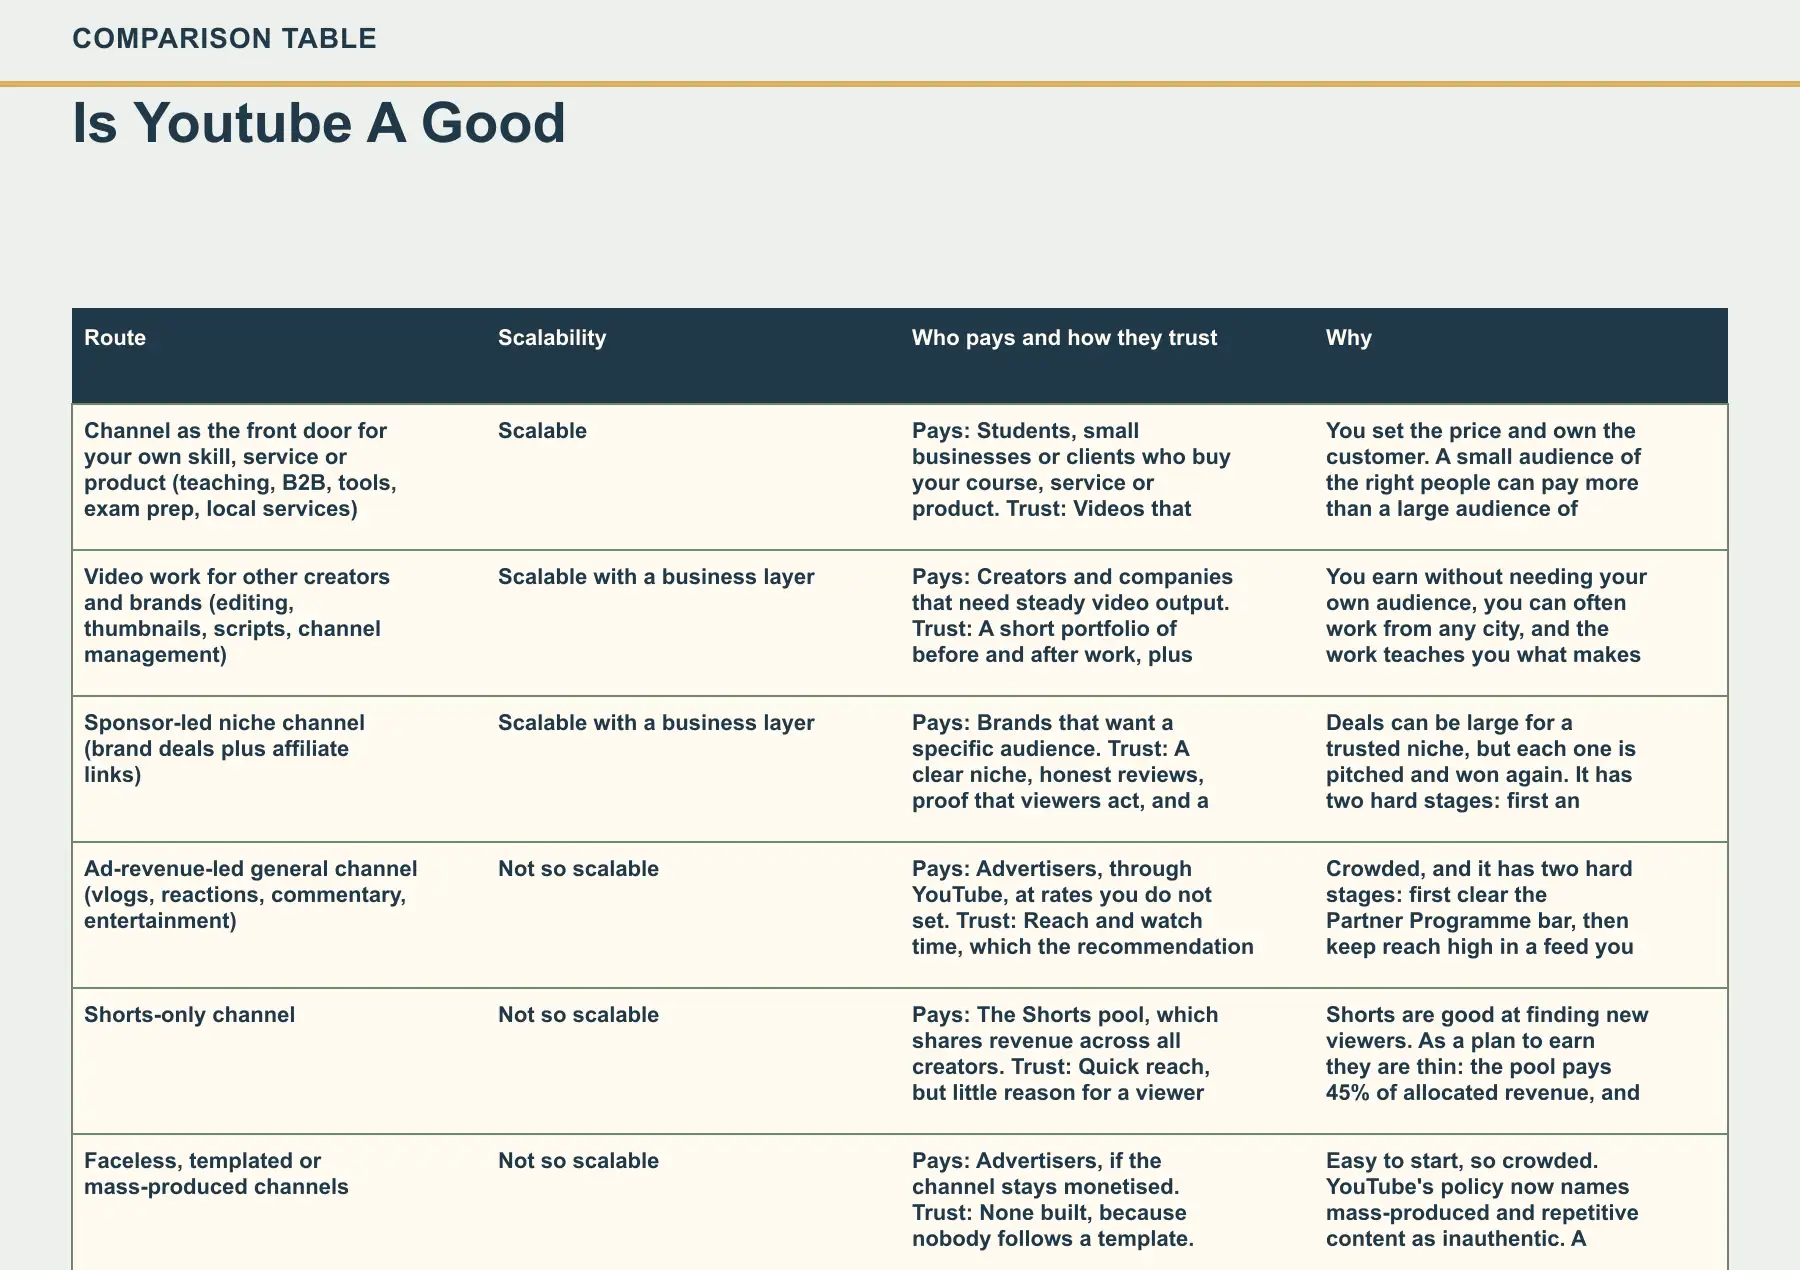 COMPARISON TABLE
Is Youtube A Good
Route
Scalability
Who pays and how they trust
Why
Channel as the front door for
your own skill, service or
product (teaching, B2B, tools,
exam prep, local services)
Scalable
Pays: Students, small
businesses or clients who buy
your course, service or
product. Trust: Videos that
You set the price and own the
customer. A small audience of
the right people can pay more
than a large audience of
Video work for other creators
and brands (editing,
thumbnails, scripts, channel
management)
Scalable with a business layer
Pays: Creators and companies
that need steady video output.
Trust: A short portfolio of
before and after work, plus
You earn without needing your
own audience, you can often
work from any city, and the
work teaches you what makes
Sponsor-led niche channel
(brand deals plus affiliate
links)
Scalable with a business layer
Pays: Brands that want a
specific audience. Trust: A
clear niche, honest reviews,
proof that viewers act, and a
Deals can be large for a
trusted niche, but each one is
pitched and won again. It has
two hard stages: first an
Ad-revenue-led general channel
(vlogs, reactions, commentary,
entertainment)
Not so scalable
Pays: Advertisers, through
YouTube, at rates you do not
set. Trust: Reach and watch
time, which the recommendation
Crowded, and it has two hard
stages: first clear the
Partner Programme bar, then
keep reach high in a feed you
Shorts-only channel
Not so scalable
Pays: The Shorts pool, which
shares revenue across all
creators. Trust: Quick reach,
but little reason for a viewer
Shorts are good at finding new
viewers. As a plan to earn
they are thin: the pool pays
45% of allocated revenue, and
Faceless, templated or
mass-produced channels
Not so scalable
Pays: Advertisers, if the
channel stays monetised.
Trust: None built, because
nobody follows a template.
Easy to start, so crowded.
YouTube's policy now names
mass-produced and repetitive
content as inauthentic. A